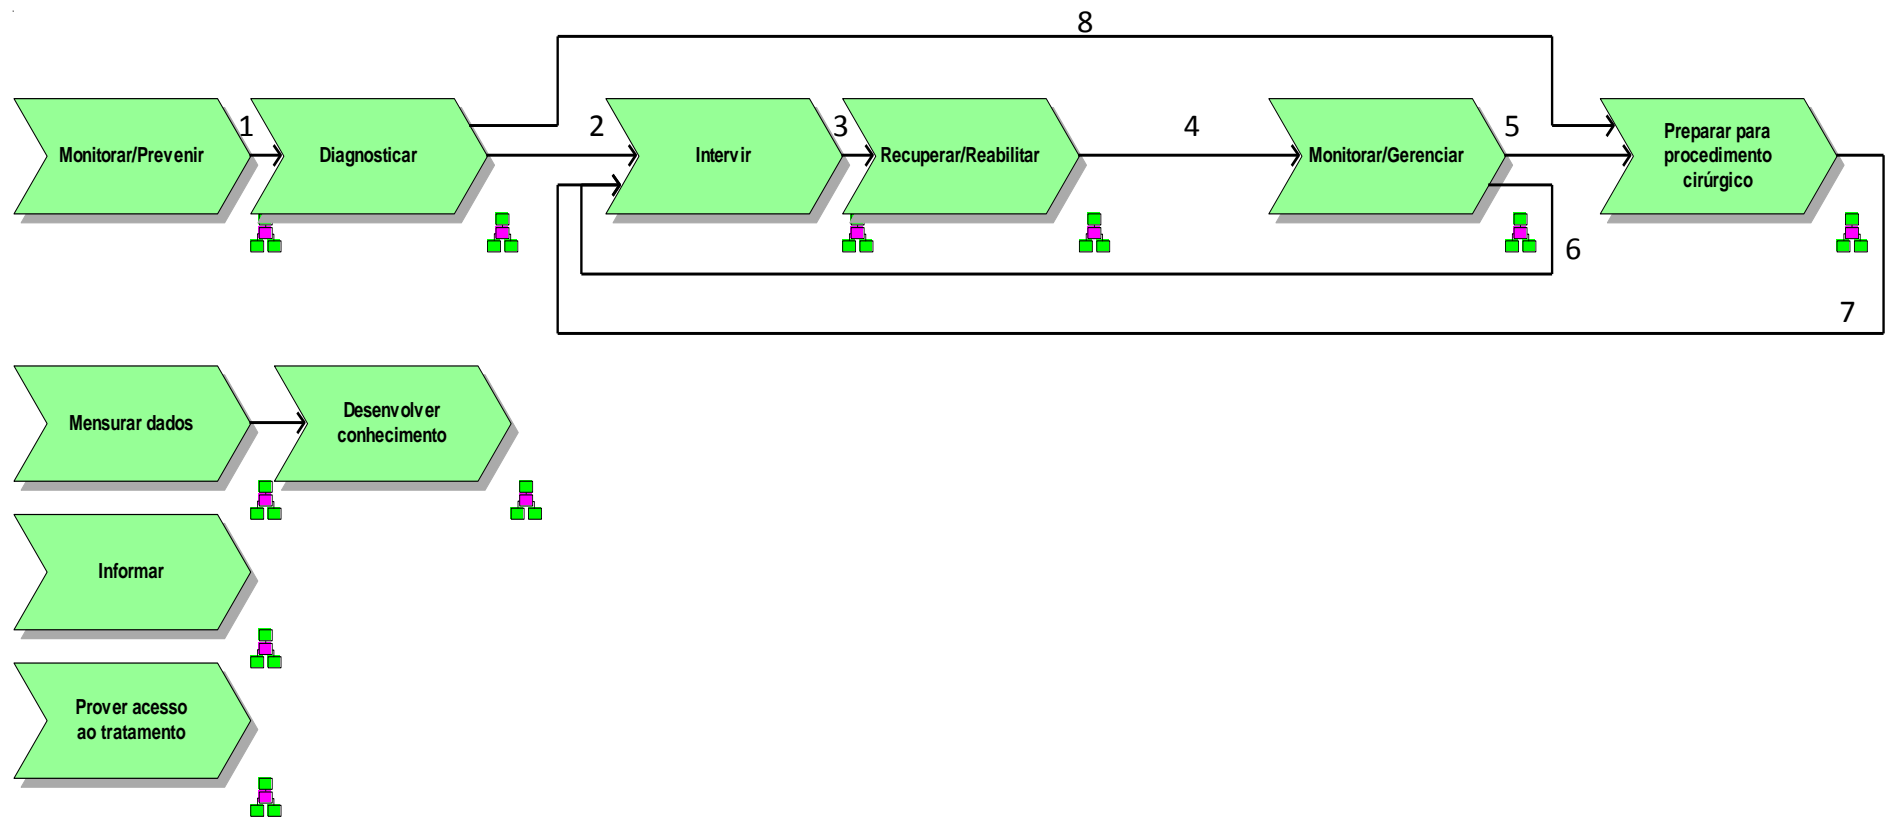 8
1
2
3
4
5
Monitorar/Prevenir
Diagnosticar
Intervir
Recuperar/Reabilitar
Monitorar/Gerenciar
Preparar para
procedimento
cirúrgico
6
7
Mensurar dados
Desenvolver
conhecimento
Informar
Prover acesso
ao tratamento